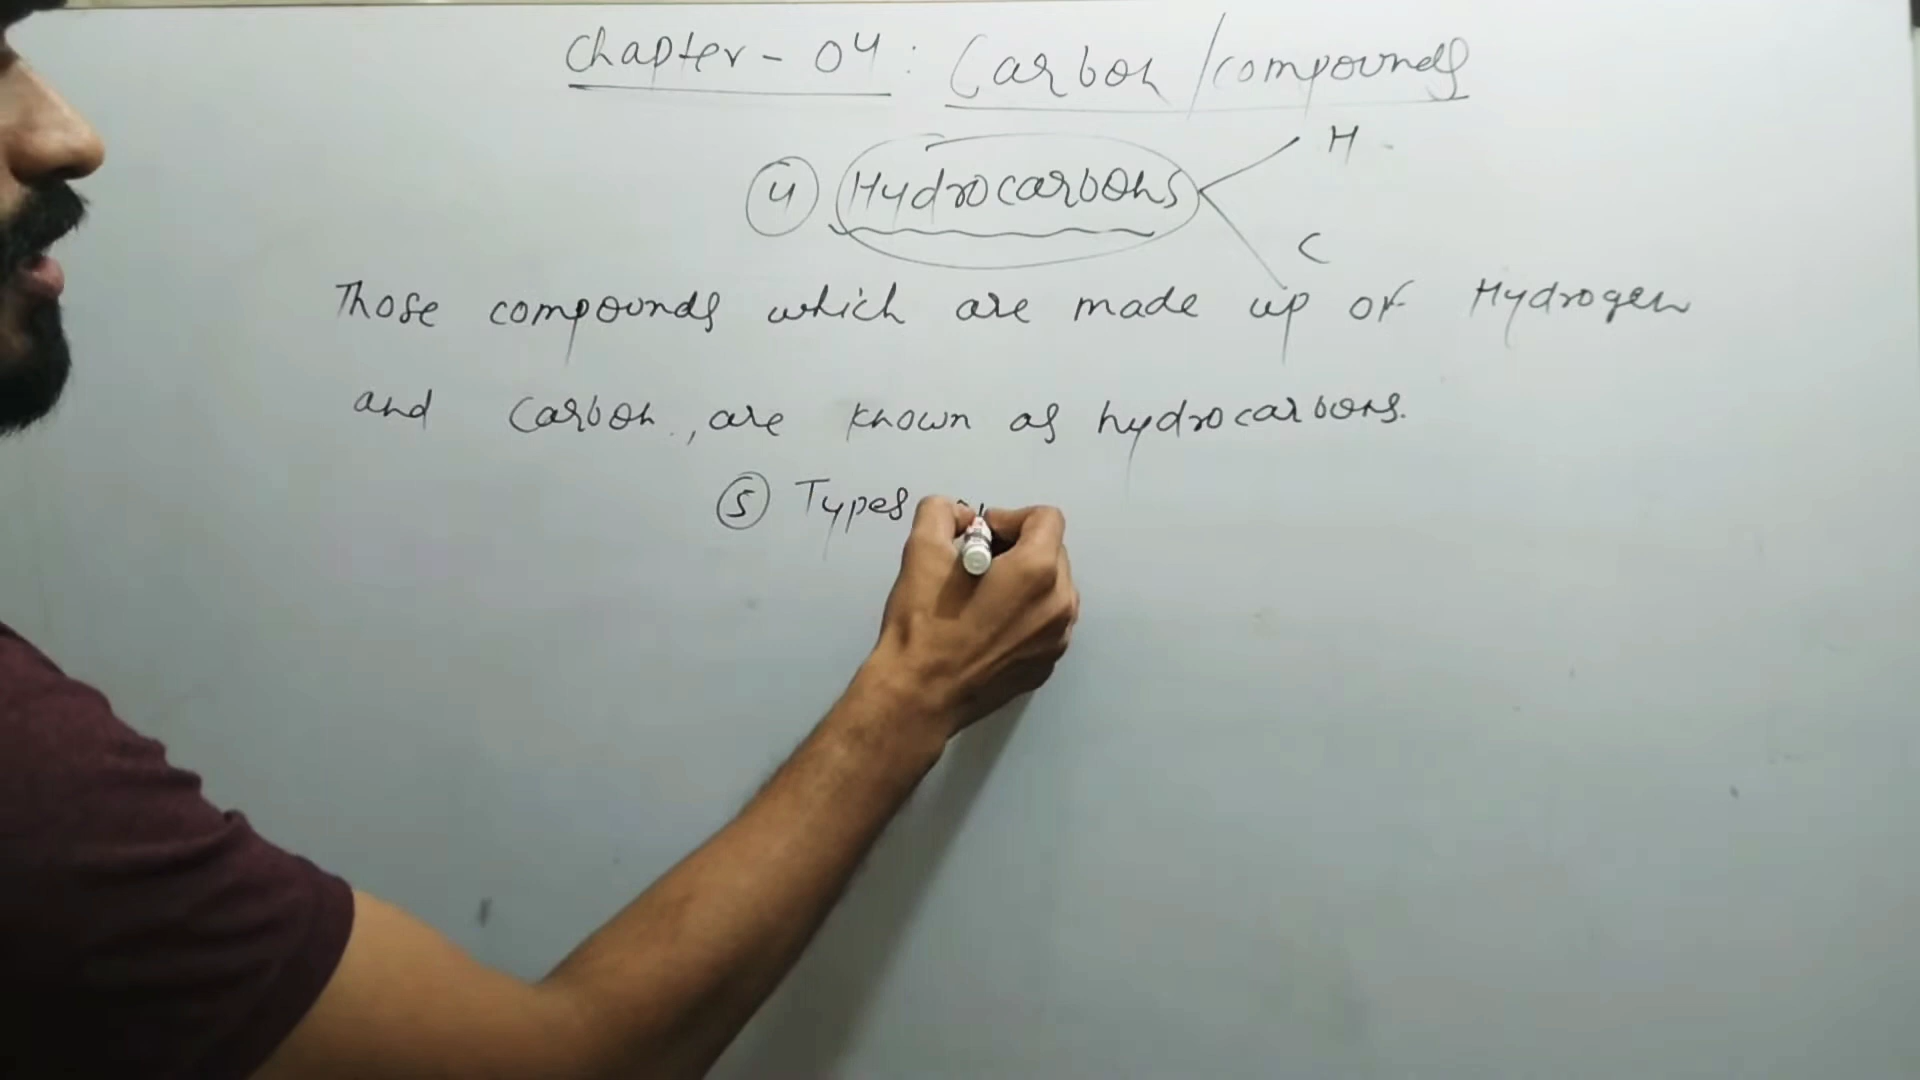 Chapter - 04 : Carbon/compounds
④ Hydrocarbons
H
C
Those compounds which are made up of Hydrogen
and Carbon, are known as hydrocarbons.
⑤ Types